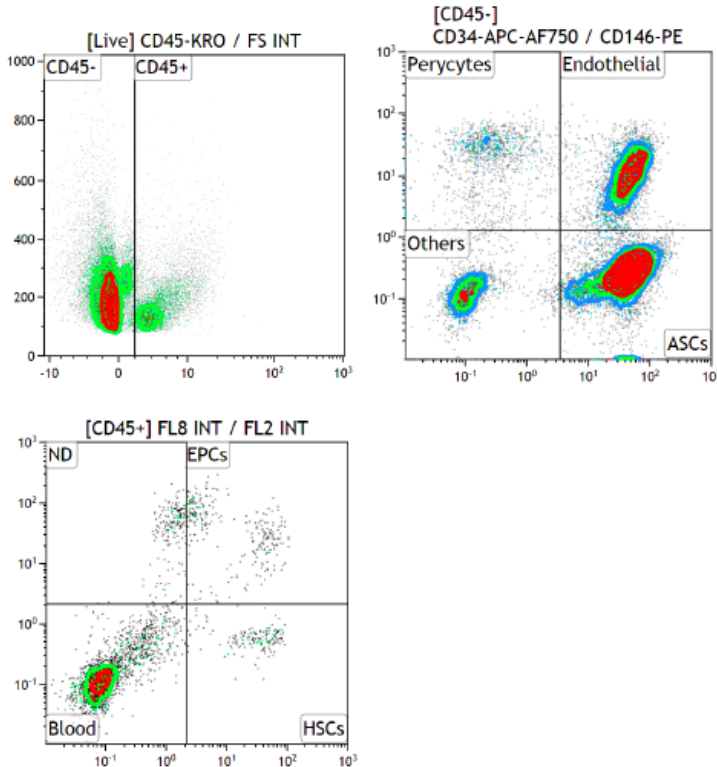 [Live] CD45-KRO / FS INT
CD45-
CD45+
1000
800
600
400
200
0
-10
0
10²
10³
[CD45-]
CD34-APC-AF750 / CD146-PE
Perycytes
Endothelial
Others
ASCs
10³
10²
10¹
10⁰
10⁻¹
10⁻¹
10⁰
10¹
10²
10³
[CD45+] FL8 INT / FL2 INT
ND
EPCs
Blood
HSCs
10³
10²
10¹
10⁰
10⁻¹
10⁻¹
10⁰
10¹
10²
10³